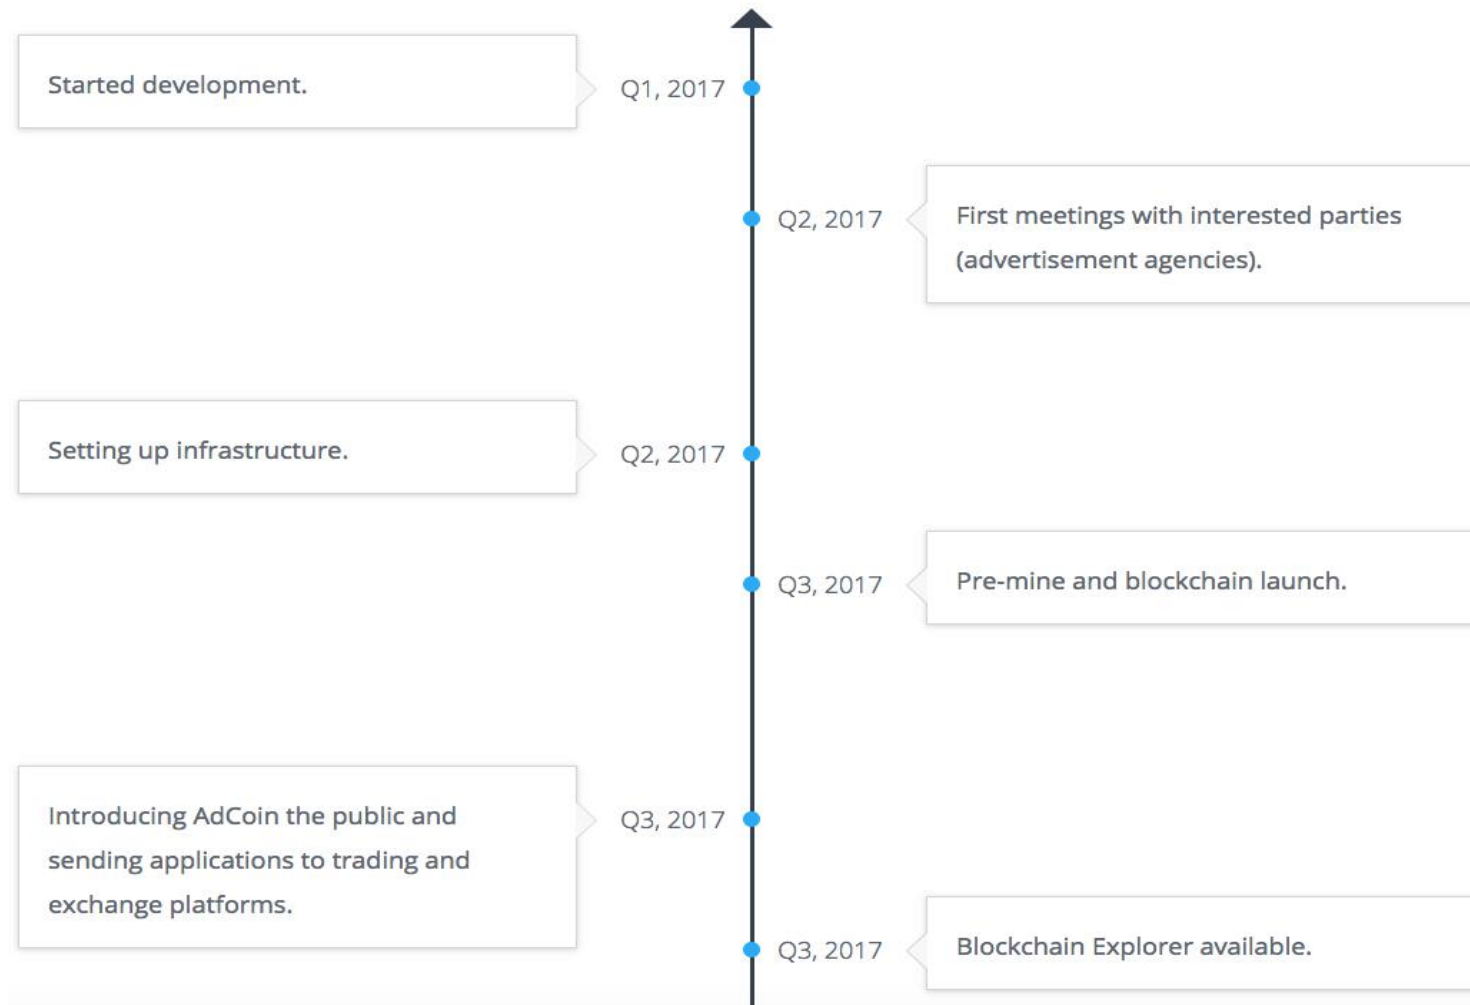 Started development.
Q1, 2017
Q2, 2017
First meetings with interested parties
(advertisement agencies).
Setting up infrastructure.
Q2, 2017
Q3, 2017
Pre-mine and blockchain launch.
Introducing AdCoin the public and
sending applications to trading and
exchange platforms.
Q3, 2017
Q3, 2017
Blockchain Explorer available.